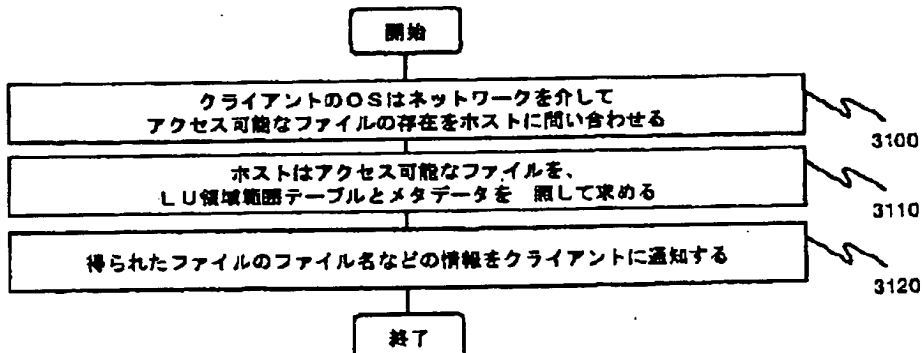 開始
クライアントのOSはネットワークを介して
アクセス可能なファイルの存在をホストに問い合わせる
3100
ホストはアクセス可能なファイルを、
LU領域範囲テーブルとメタデータを 照して求める
3110
得られたファイルのファイル名などの情報をクライアントに通知する
3120
終了